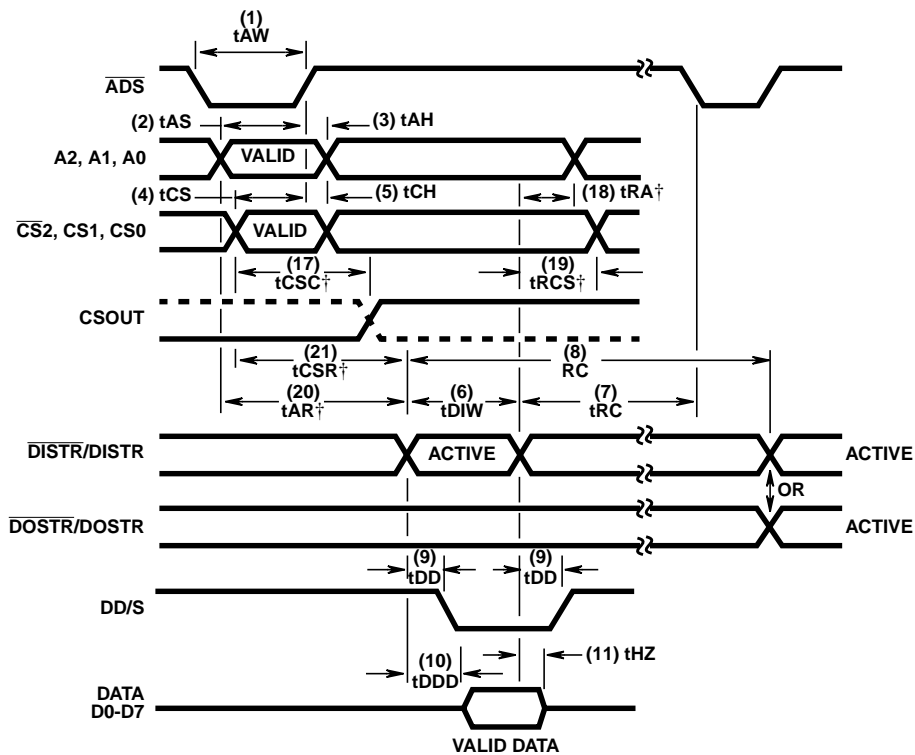 (1)
tAW
ADS
(2) tAS
(3) tAH
A2, A1, A0
VALID
(4) tCS
(5) tCH
(18) tRA†
CS2, CS1, CS0
VALID
(17)
tCSC†
(19)
tRCS†
CSOUT
(21)
tCSR†
(8)
RC
(20)
tAR†
(6)
tDIW
(7)
tRC
DISTR/DISTR
ACTIVE
ACTIVE
OR
DOSTR/DOSTR
ACTIVE
(9)
tDD
(9)
tDD
DD/S
(10)
tDDD
(11) tHZ
DATA
D0-D7
VALID DATA